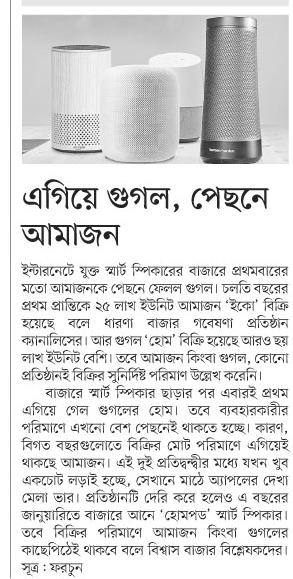 এগিয়ে গুগল, পেছনে
আমাজন
ইন্টারনেটে যুক্ত স্মার্ট স্পিকারের বাজারে প্রথমবারের
মতো আমাজনকে পেছনে ফেলল গুগল। চলতি বছরের
প্রথম প্রান্তিকে ২৫ লাখ ইউনিট আমাজন ‘ইকো’ বিক্রি
হয়েছে বলে ধারণা বাজার গবেষণা প্রতিষ্ঠান
ক্যানালিসের। আর গুগল ‘হোম’ বিক্রি হয়েছে আরও ছয়
লাখ ইউনিট বেশি। তবে আমাজন কিংবা গুগল, কোনো
প্রতিষ্ঠানই বিক্রির সুনির্দিষ্ট পরিমাণ উল্লেখ করেনি।
বাজারে স্মার্ট স্পিকার ছাড়ার পর এবারই প্রথম
এগিয়ে গেল গুগলের হোম। তবে ব্যবহারকারীর
পরিমাণে এখনো বেশ পেছনেই থাকতে হচ্ছে। কারণ,
বিগত বছরগুলোতে বিক্রির মোট পরিমাণে এগিয়েই
থাকছে আমাজন। এই দুই প্রতিদ্বন্দ্বীর মধ্যে যখন খুব
একচোট লড়াই হচ্ছে, সেখানে মাঠে অ্যাপলের দেখা
মেলা ভার। প্রতিষ্ঠানটি দেরি করে হলেও এ বছরের
জানুয়ারিতে বাজারে আনে ‘হোমপড’ স্মার্ট স্পিকার।
তবে বিক্রির পরিমাণে আমাজন কিংবা গুগলের
কাছেপিঠেই থাকবে বলে বিশ্বাস বাজার বিশ্লেষকদের।
সূত্র : ফরচুন